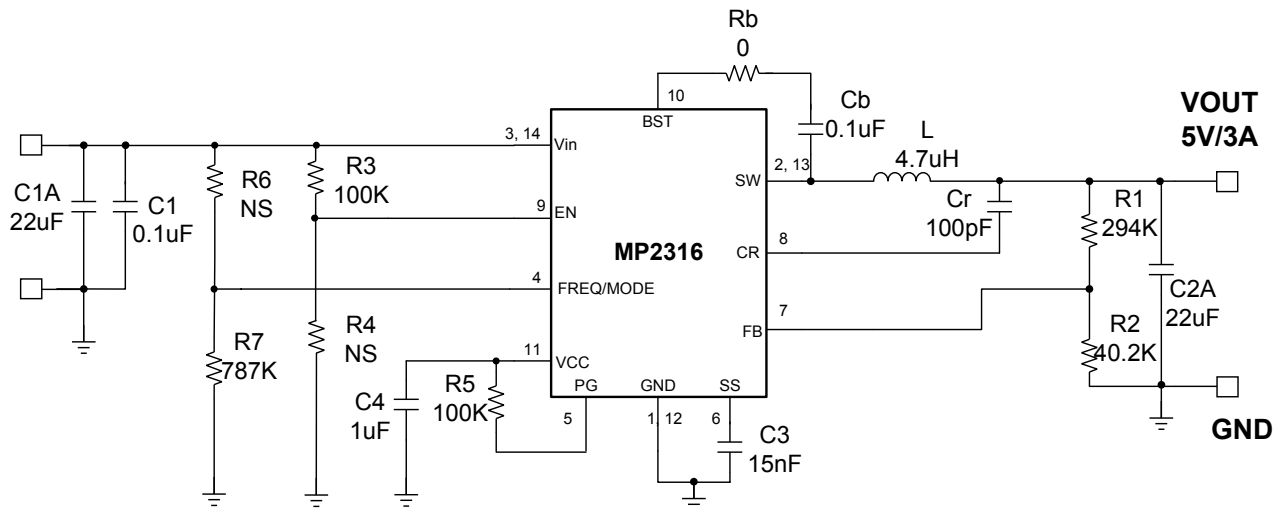 Rb
0
10
BST
Cb
0.1uF
VOUT
5V/3A
3, 14
Vin
L
4.7uH
2, 13
SW
R6
NS
R3
100K
C1A
22uF
C1
0.1uF
9
EN
Cr
100pF
R1
294K
MP2316
8
CR
4
FREQ/MODE
7
FB
C2A
22uF
R7
787K
R4
NS
R2
40.2K
11
VCC
R5
100K
PG
GND
SS
C4
1uF
5
1, 12
6
C3
15nF
GND